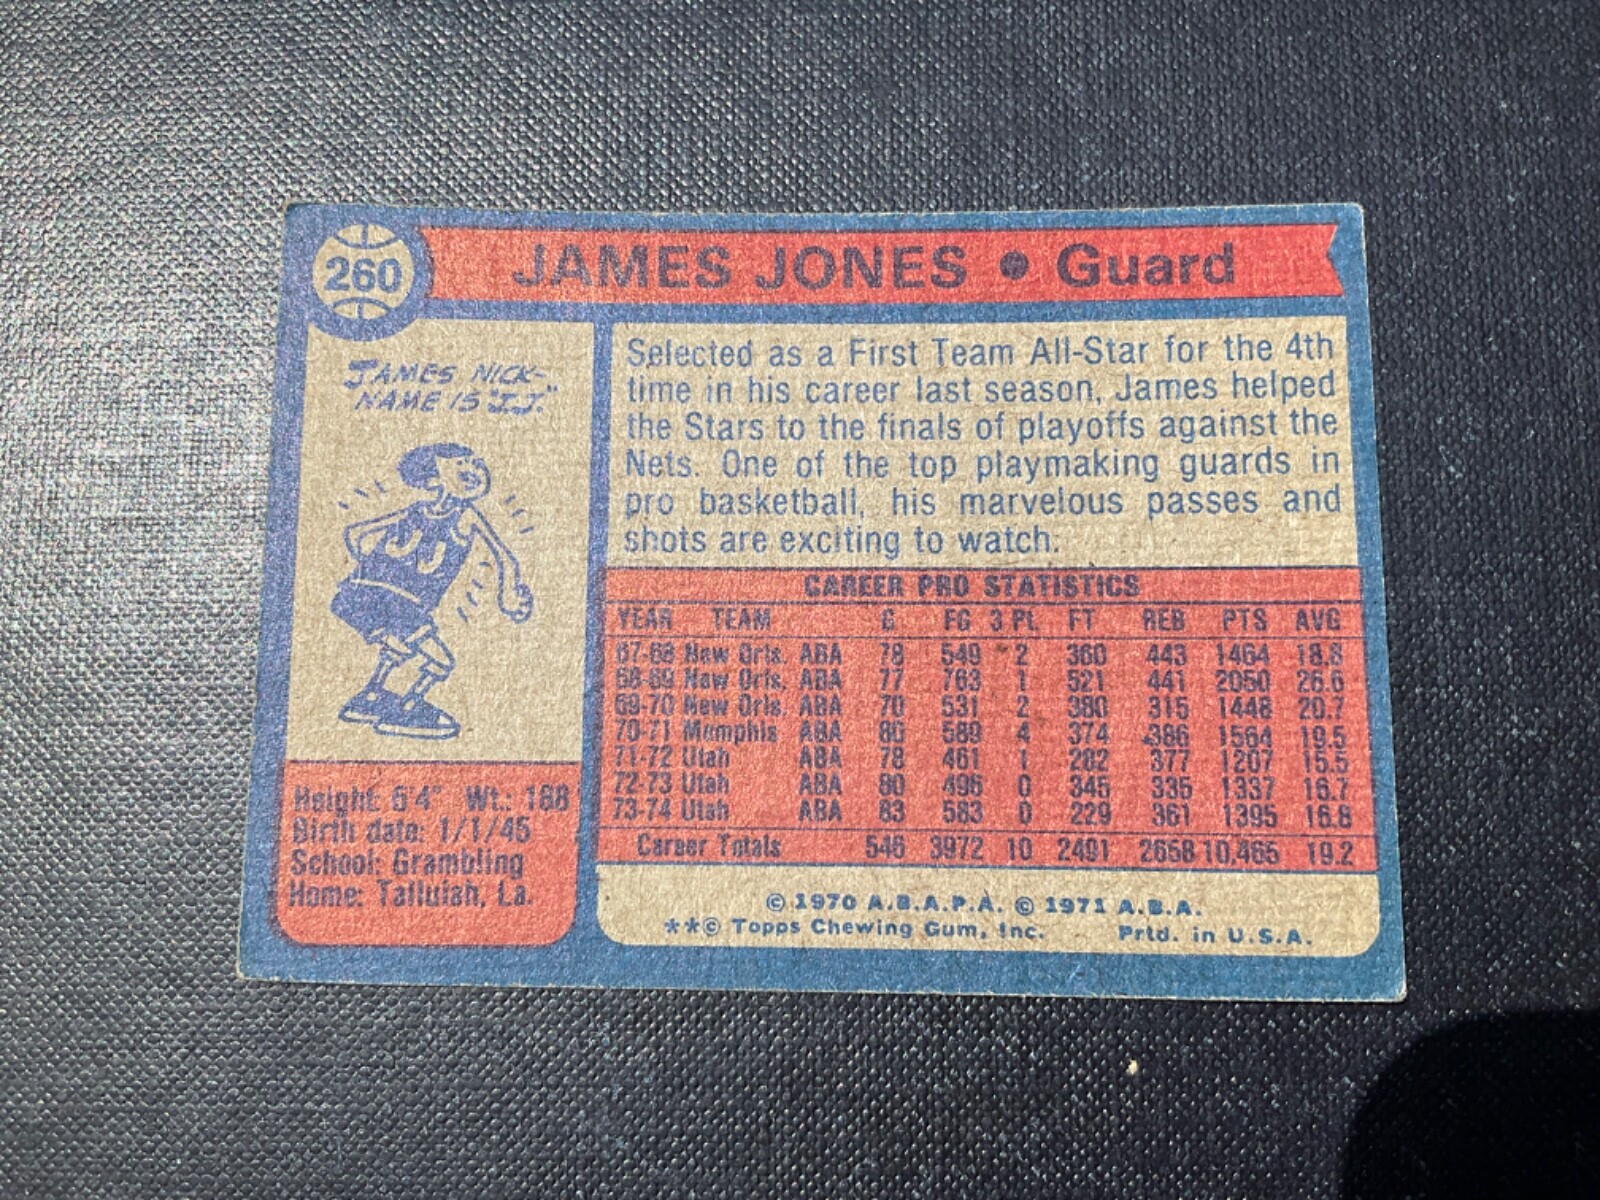 260
JAMES JONES • Guard
JAMES NICK-
NAME IS "J.J."
JJ
Height: 6'4" Wt.: 188
Birth date: 1/1/45
School: Grambling
Home: Talluiah, La.
Selected as a First Team All-Star for the 4th
time in his career last season, James helped
the Stars to the finals of playoffs against the
Nets. One of the top playmaking guards in
pro basketball, his marvelous passes and
shots are exciting to watch.
CAREER PRO STATISTICS
YEAR TEAM G FG 3 Pt. FT REB PTS AVG
67-68 New Orls. ABA 78 549 2 360 443 1464 18.8
68-69 New Orls. ABA 77 763 1 521 441 2050 26.6
69-70 New Orls. ABA 70 531 2 380 315 1448 20.7
70-71 Memphis ABA 80 589 4 374 386 1564 19.5
71-72 Utah ABA 78 461 1 282 377 1207 15.5
72-73 Utah ABA 80 496 0 345 335 1337 16.7
73-74 Utah ABA 83 583 0 229 361 1395 16.8
Career Totals 546 3972 10 2491 2658 10,465 19.2
© 1970 A.B.A.P.A. © 1971 A.B.A.
**© Topps Chewing Gum, Inc. Prtd. in U.S.A.